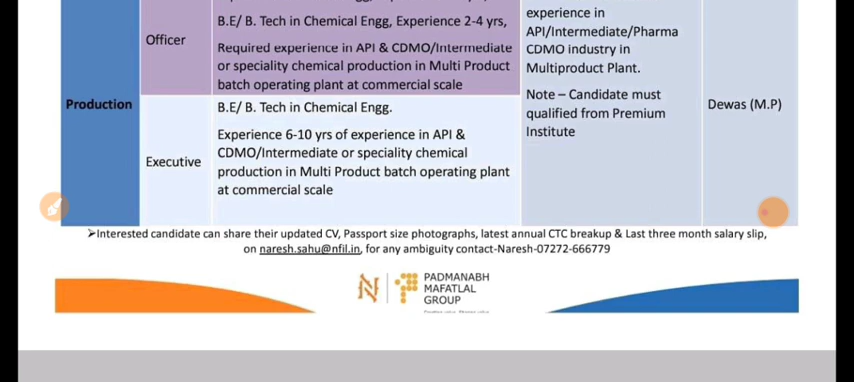 B.E/ B. Tech in Chemical Engg, Experience 2-4 yrs,
Officer
Required experience in API & CDMO/Intermediate
or speciality chemical production in Multi Product
batch operating plant at commercial scale
experience in
API/Intermediate/Pharma
CDMO industry in
Multiproduct Plant.
Note – Candidate must
qualified from Premium
Institute
Production
Dewas (M.P)
B.E/ B. Tech in Chemical Engg.
Executive
Experience 6-10 yrs of experience in API &
CDMO/Intermediate or speciality chemical
production in Multi Product batch operating plant
at commercial scale
➢Interested candidate can share their updated CV, Passport size photographs, latest annual CTC breakup & Last three month salary slip,
on naresh.sahu@nfil.in, for any ambiguity contact-Naresh-07272-666779
PADMANABH
MAFATLAL
GROUP